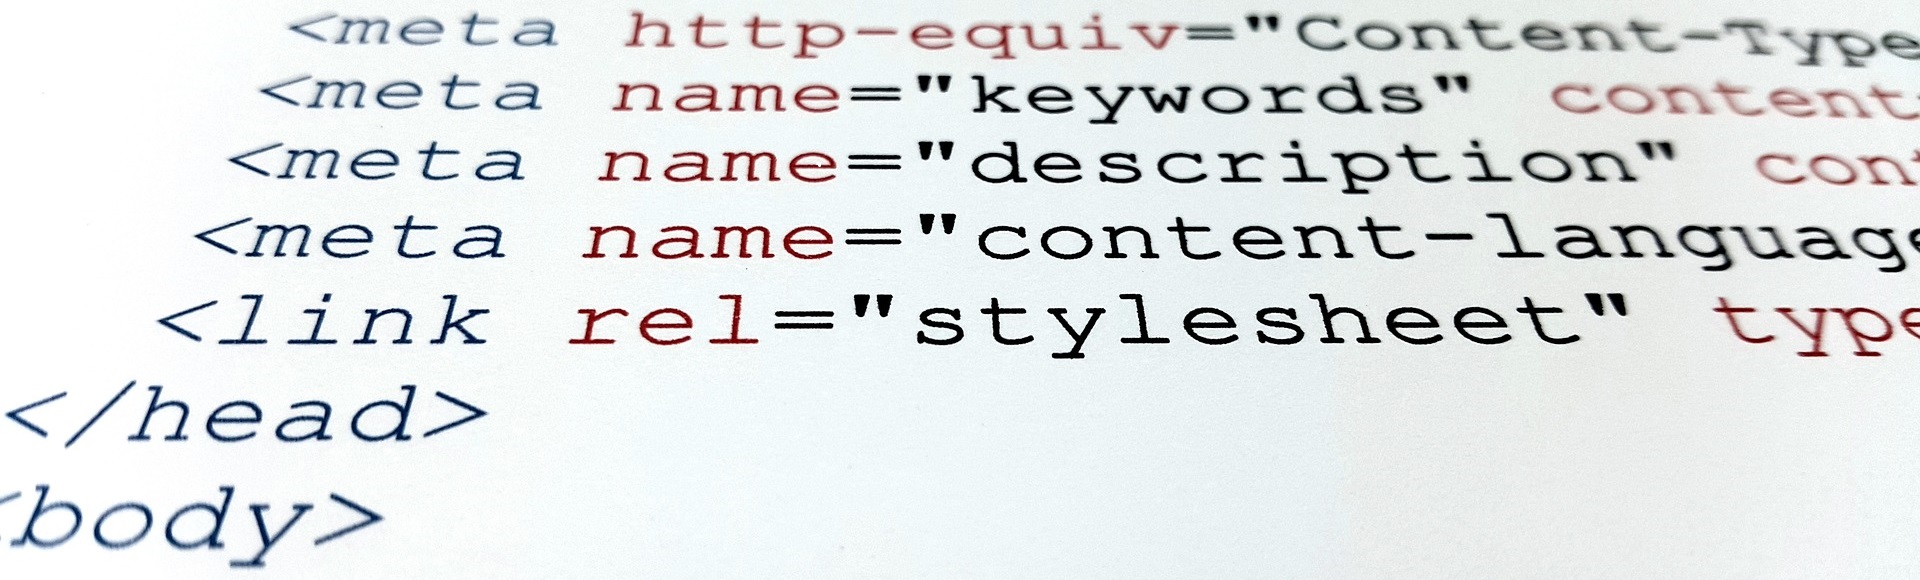 <meta http-equiv="Content-Type
<meta name="keywords" content
<meta name="description" con
<meta name="content-language
<link rel="stylesheet" type
</head>
<body>